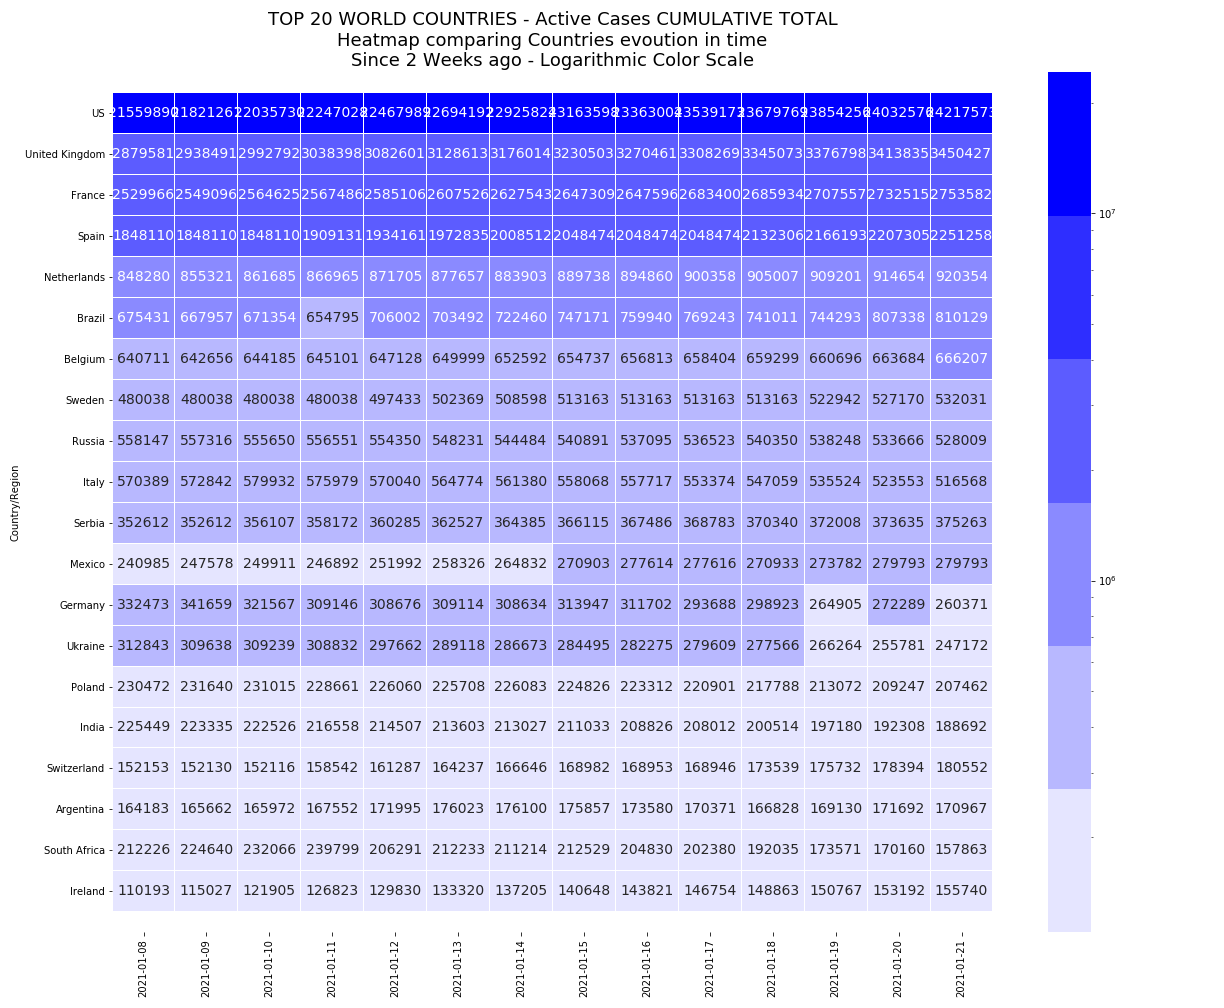 TOP 20 WORLD COUNTRIES - Active Cases CUMULATIVE TOTAL
Heatmap comparing Countries evoution in time
Since 2 Weeks ago - Logarithmic Color Scale
Country/Region
US 22247028 22467989 23163598 23679769 24217573
United Kingdom 2879581 2938491 2992792 3038398 3082601 3128613 3176014 3230503 3270461 3308269 3345073 3376798 3413835 3450427
France 2529966 2549096 2564625 2567486 2585106 2607526 2627543 2647309 2647596 2683400 2685934 2707557 2732515 2753582
Spain 1848110 1848110 1848110 1909131 1934161 1972835 2008512 2048474 2048474 2048474 2132306 2166193 2207305 2251258
Netherlands 848280 855321 861685 866965 871705 877657 883903 889738 894860 900358 905007 909201 914654 920354
Brazil 675431 667957 671354 654795 706002 703492 722460 747171 759940 769243 741011 744293 807338 810129
Belgium 640711 642656 644185 645101 647128 649999 652592 654737 656813 658404 659299 660696 663684 666207
Sweden 480038 480038 480038 480038 497433 502369 508598 513163 513163 513163 513163 522942 527170 532031
Russia 558147 557316 555650 556551 554350 548231 544484 540891 537095 536523 540350 538248 533666 528009
Italy 570389 572842 579932 575979 570040 564774 561380 558068 557717 553374 547059 535524 523553 516568
Serbia 352612 352612 356107 358172 360285 362527 364385 366115 367486 368783 370340 372008 373635 375263
Mexico 240985 247578 249911 246892 251992 258326 264832 270903 277614 277616 270933 273782 279793 279793
Germany 332473 341659 321567 309146 308676 309114 308634 313947 311702 293688 298923 264905 272289 260371
Ukraine 312843 309638 309239 308832 297662 289118 286673 284495 282275 279609 277566 266264 255781 247172
Poland 230472 231640 231015 228661 226060 225708 226083 224826 223312 220901 217788 213072 209247 207462
India 225449 223335 222526 216558 214507 213603 213027 211033 208826 208012 200514 197180 192308 188692
Switzerland 152153 152130 152116 158542 161287 164237 166646 168982 168953 168946 173539 175732 178394 180552
Argentina 164183 165662 165972 167552 171995 176023 176100 175857 173580 170371 166828 169130 171692 170967
South Africa 212226 224640 232066 239799 206291 212233 211214 212529 204830 202380 192035 173571 170160 157863
Ireland 110193 115027 121905 126823 129830 133320 137205 140648 143821 146754 148863 150767 153192 155740
2021-01-08 2021-01-09 2021-01-10 2021-01-11 2021-01-12 2021-01-13 2021-01-14 2021-01-15 2021-01-16 2021-01-17 2021-01-18 2021-01-19 2021-01-20 2021-01-21
10⁷
10⁶